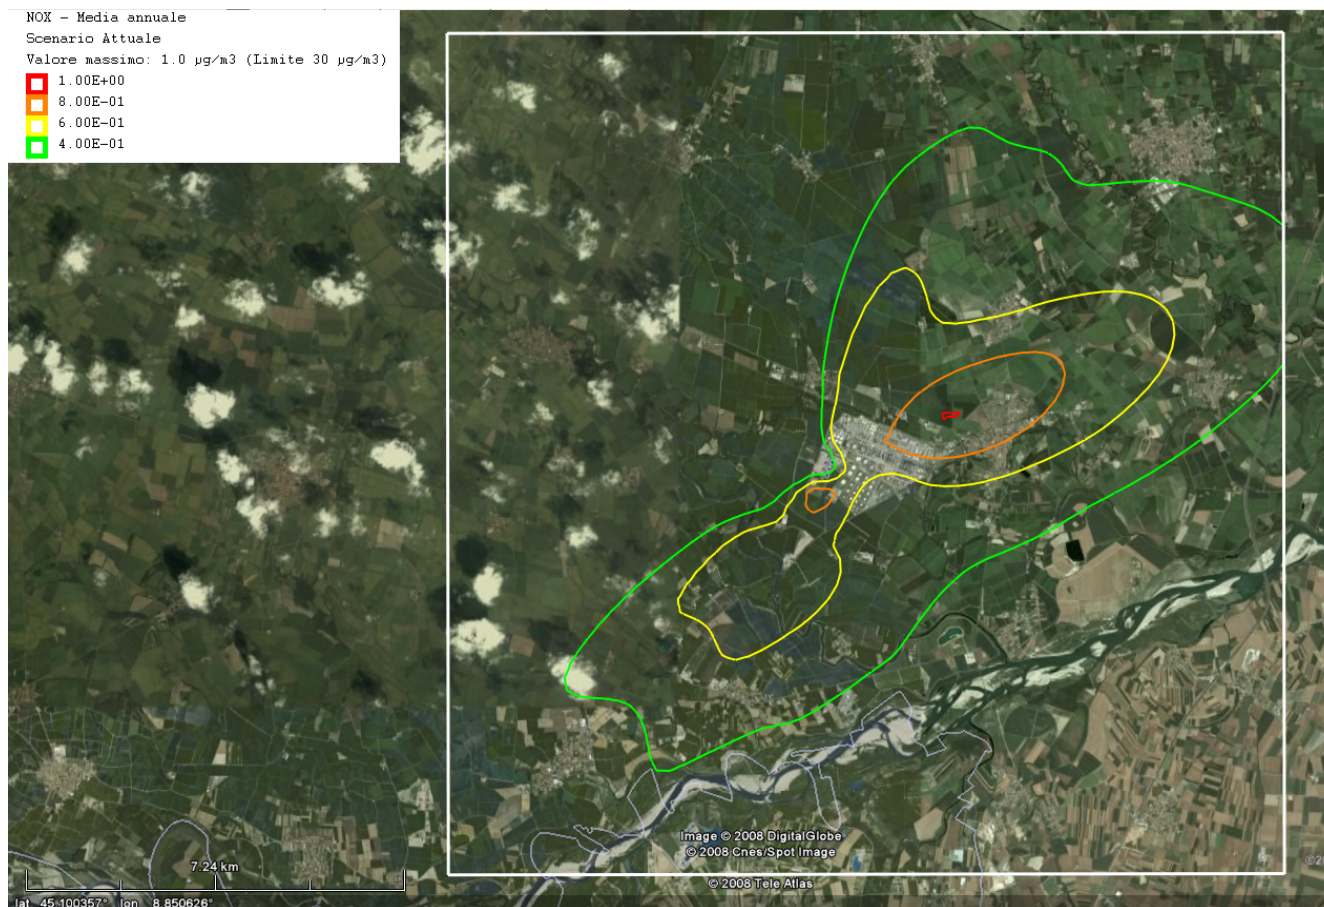 NOX - Media annuale
Scenario Attuale
Valore massimo: 1.0 µg/m3 (Limite 30 µg/m3)
1.00E+00
8.00E-01
6.00E-01
4.00E-01
Image © 2008 DigitalGlobe
© 2008 Cnes/Spot Image
7.24 km
© 2008 Tele Atlas
©2
lat 45.100357° lon 8.850626°